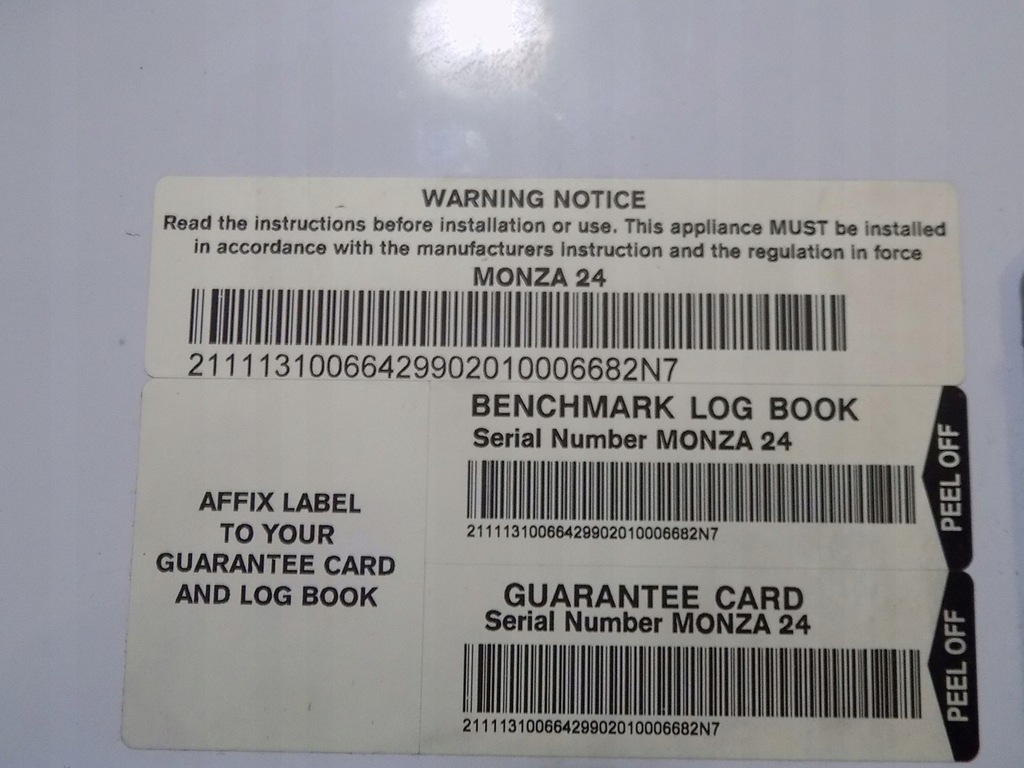 WARNING NOTICE
Read the instructions before installation or use. This appliance MUST be installed
in accordance with the manufacturers Instruction and the regulation in force
MONZA 24
21111310066429902010006682N7
BENCHMARK LOG BOOK
Serial Number MONZA 24
21111310066429902010006682N7
PEEL OFF
AFFIX LABEL
TO YOUR
GUARANTEE CARD
AND LOG BOOK
GUARANTEE CARD
Serial Number MONZA 24
21111310066429902010006682N7
PEEL OFF